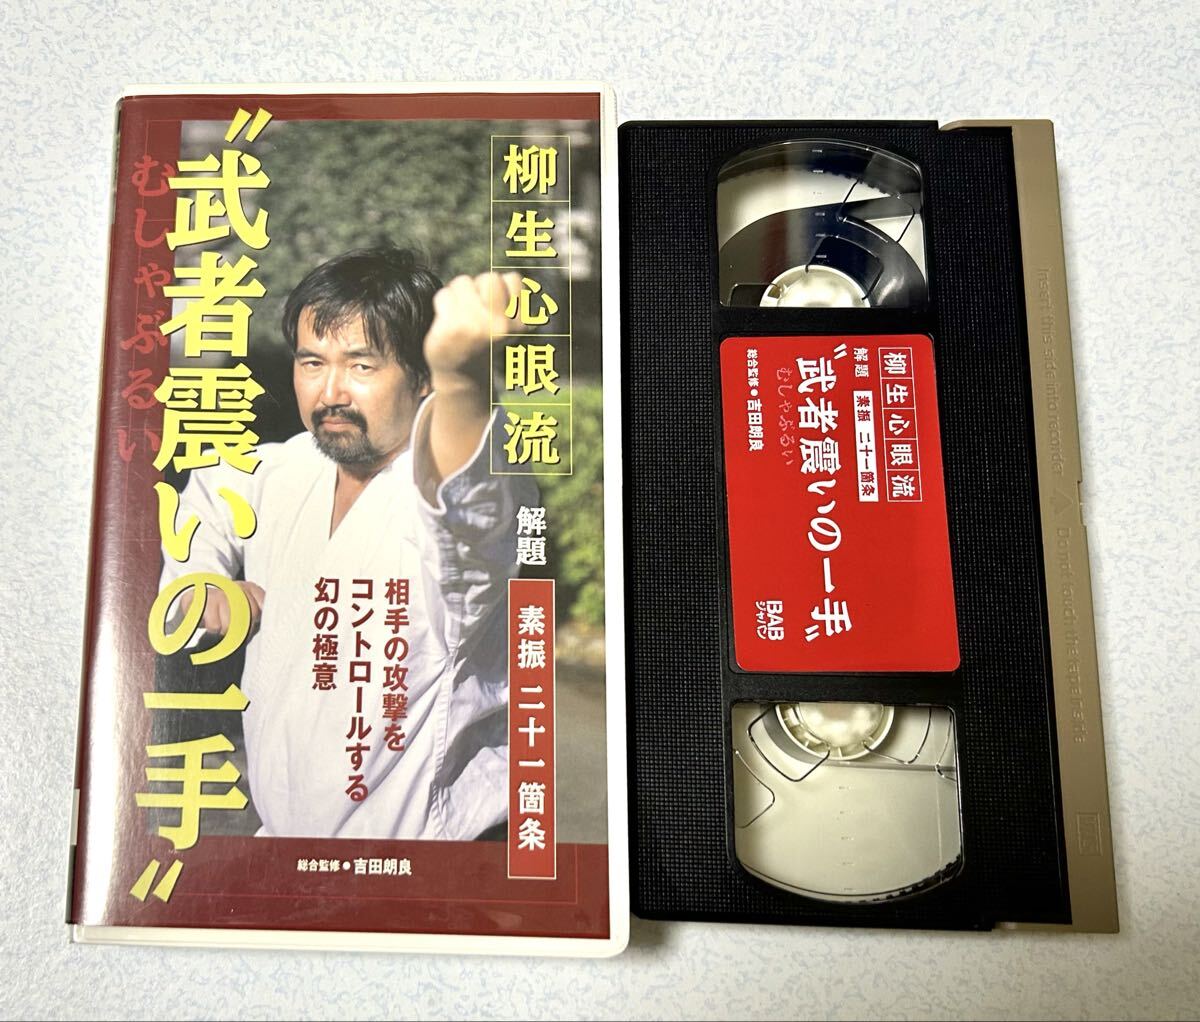 柳生心眼流
解題
素振 二十一箇条
“武者震いの一手”
むしゃぶるい
相手の攻撃を
コントロールする
幻の極意
総合監修●吉田朗良
柳生心眼流
解題 素振 二十一箇条
“武者震いの一手”
むしゃぶるい
総合監修●吉田朗良
BAB
ジャパン
Insert this side into recorder
Do not touch the tape inside